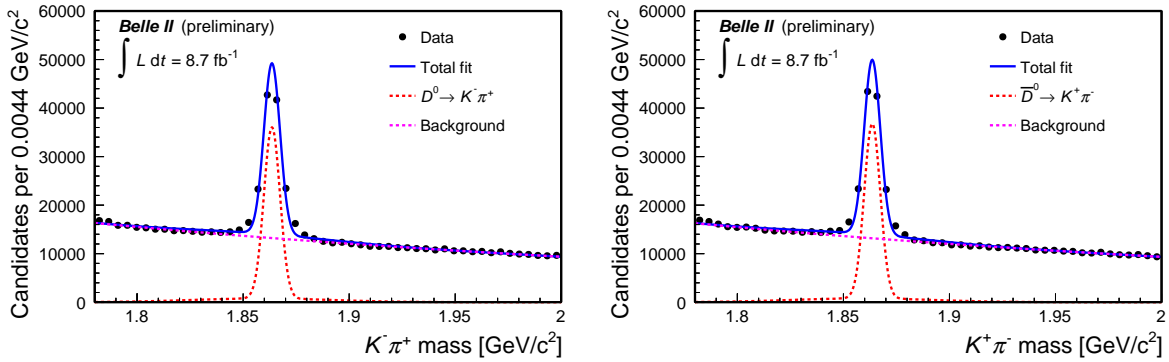 Candidates per 0.0044 GeV/c²
60000
50000
40000
30000
20000
10000
0
Belle II (preliminary)
∫ L dt = 8.7 fb⁻¹
Data
Total fit
D⁰→ K⁻π⁺
Background
1.8 1.85 1.9 1.95 2
K⁻π⁺ mass [GeV/c²]
Candidates per 0.0044 GeV/c²
60000
50000
40000
30000
20000
10000
0
Belle II (preliminary)
∫ L dt = 8.7 fb⁻¹
Data
Total fit
D̅⁰→ K⁺π⁻
Background
1.8 1.85 1.9 1.95 2
K⁺π⁻ mass [GeV/c²]